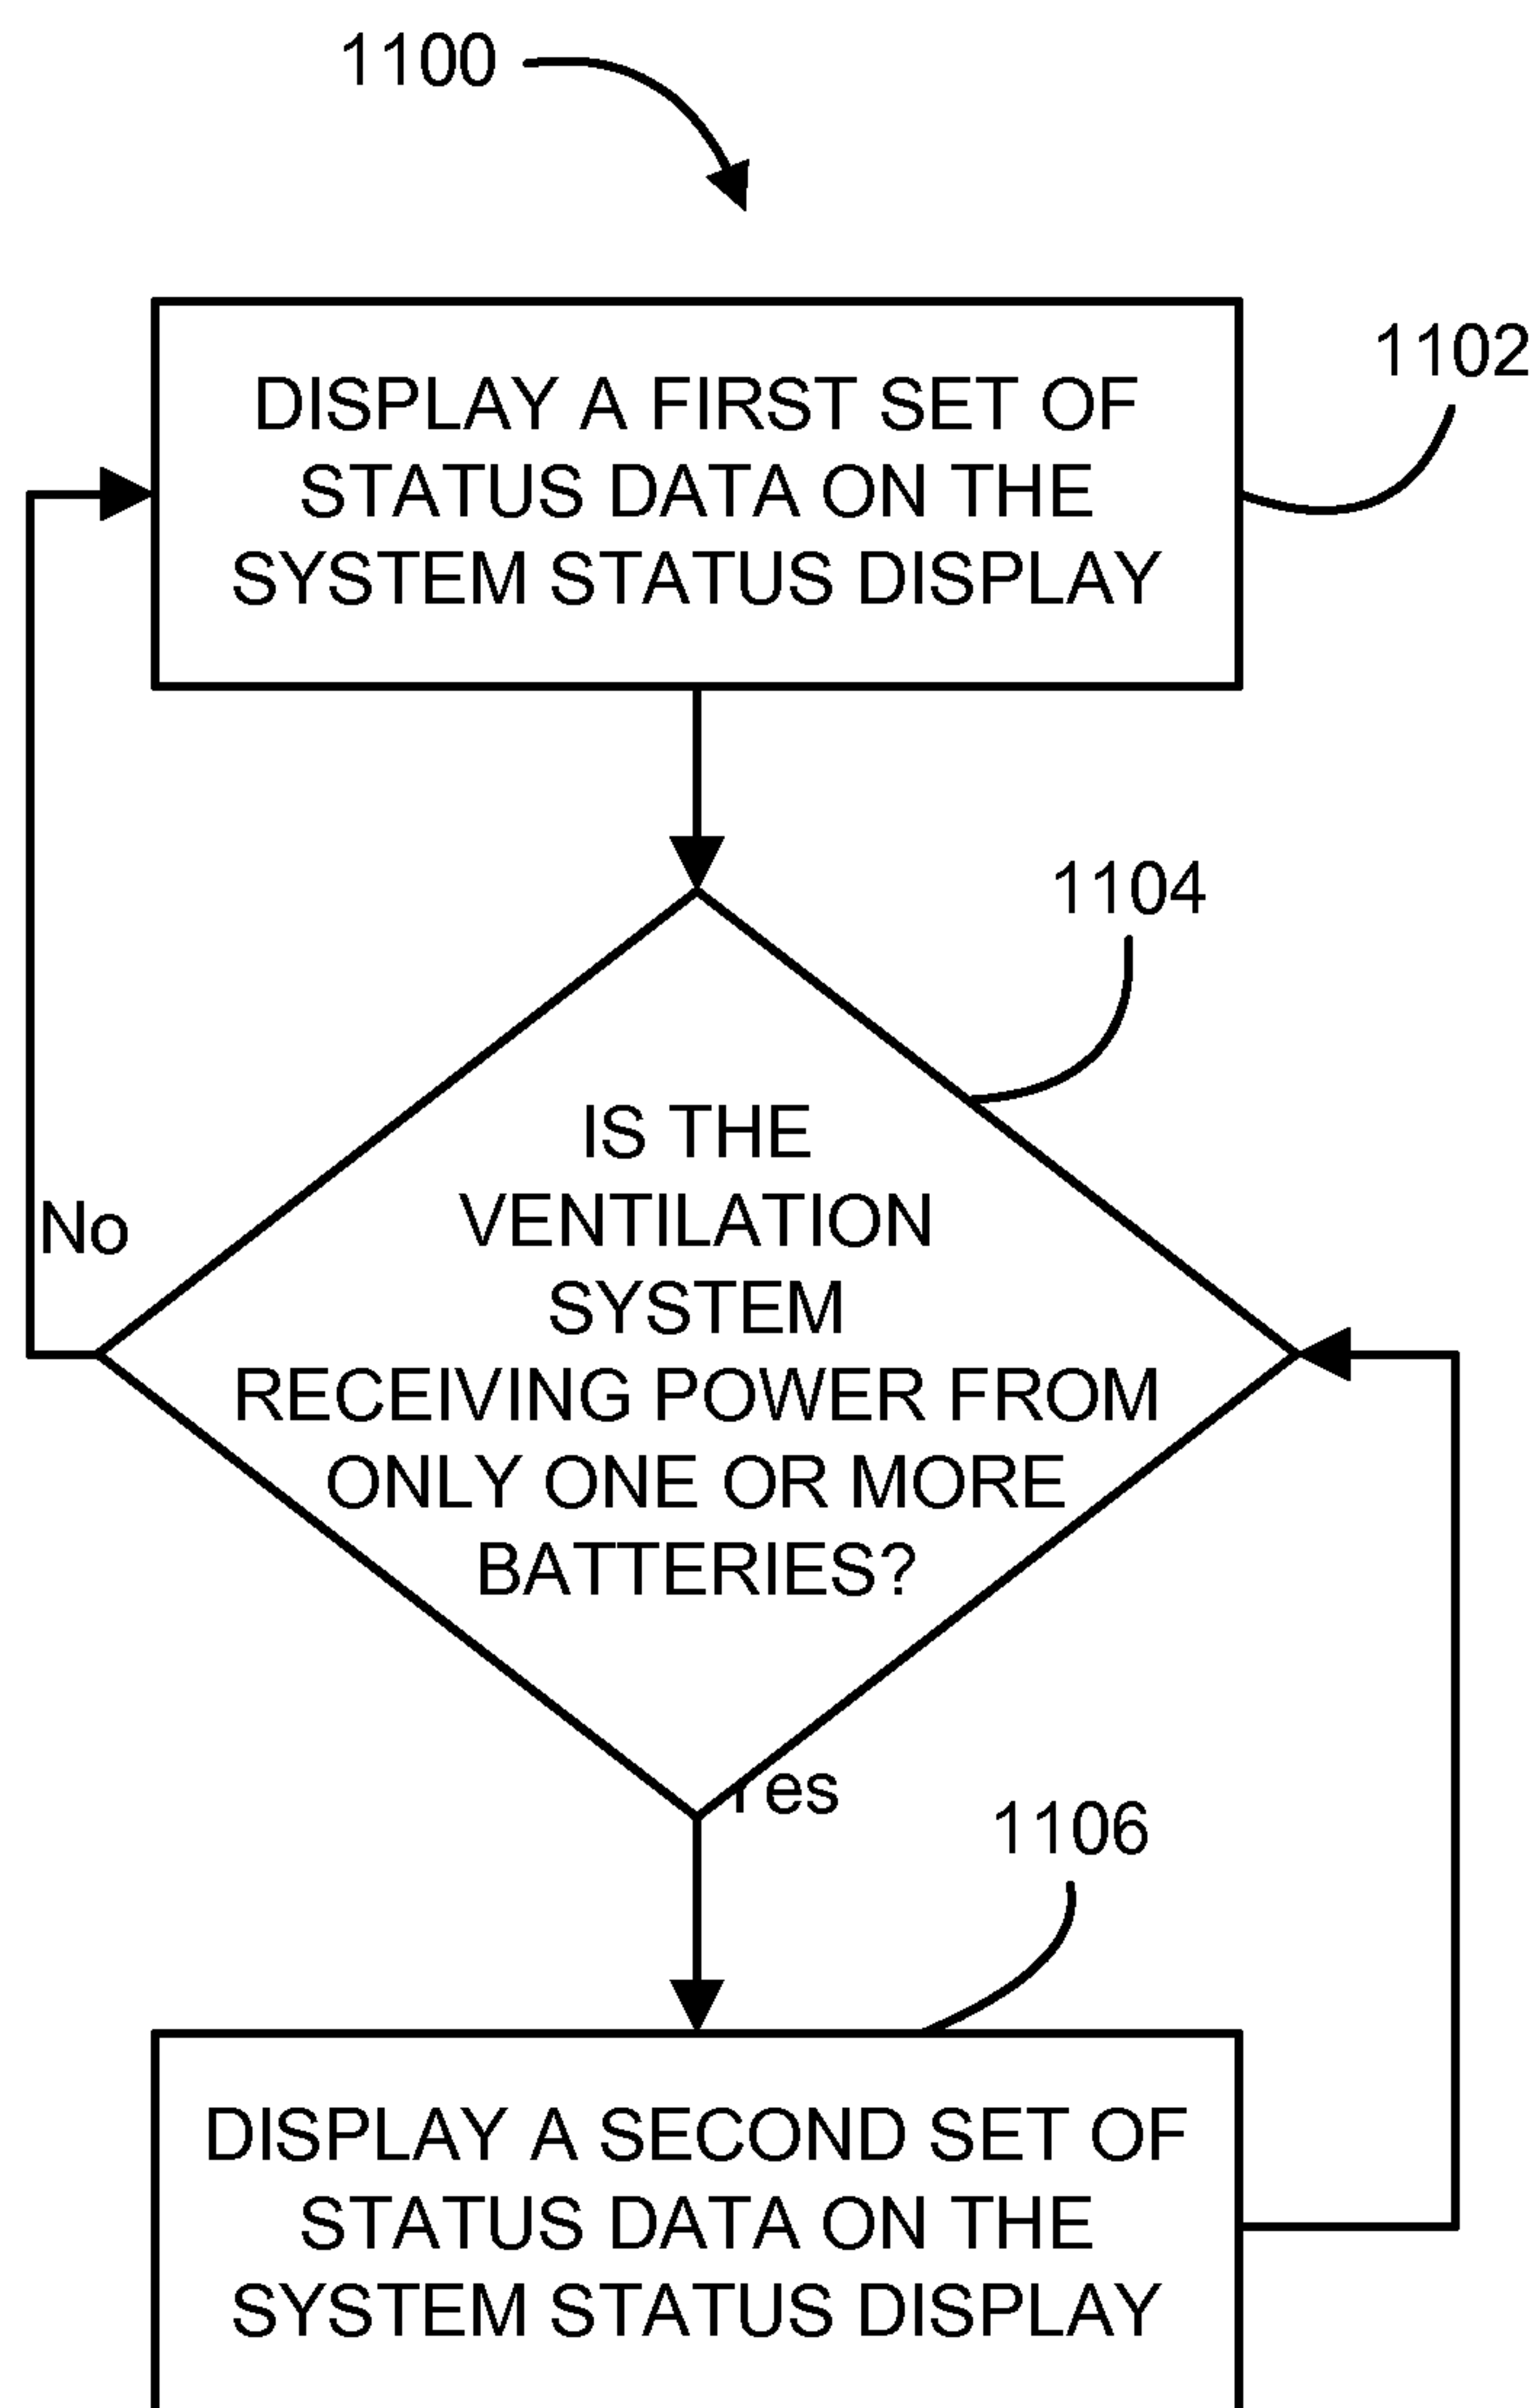 1100
1102
DISPLAY A FIRST SET OF
STATUS DATA ON THE
SYSTEM STATUS DISPLAY
1104
IS THE
VENTILATION
SYSTEM
RECEIVING POWER FROM
ONLY ONE OR MORE
BATTERIES?
No
Yes
1106
DISPLAY A SECOND SET OF
STATUS DATA ON THE
SYSTEM STATUS DISPLAY